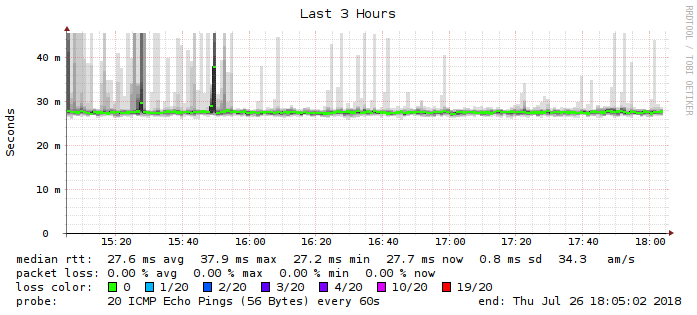 Last 3 Hours
RRDTOOL / TOBI OETIKER
Seconds
40 m
30 m
20 m
10 m
0
15:20 15:40 16:00 16:20 16:40 17:00 17:20 17:40 18:00
median rtt: 27.6 ms avg 37.9 ms max 27.2 ms min 27.7 ms now 0.8 ms sd 34.3 am/s
packet loss: 0.00 % avg 0.00 % max 0.00 % min 0.00 % now
loss color: 0 1/20 2/20 3/20 4/20 10/20 19/20
probe: 20 ICMP Echo Pings (56 Bytes) every 60s end: Thu Jul 26 18:05:02 2018